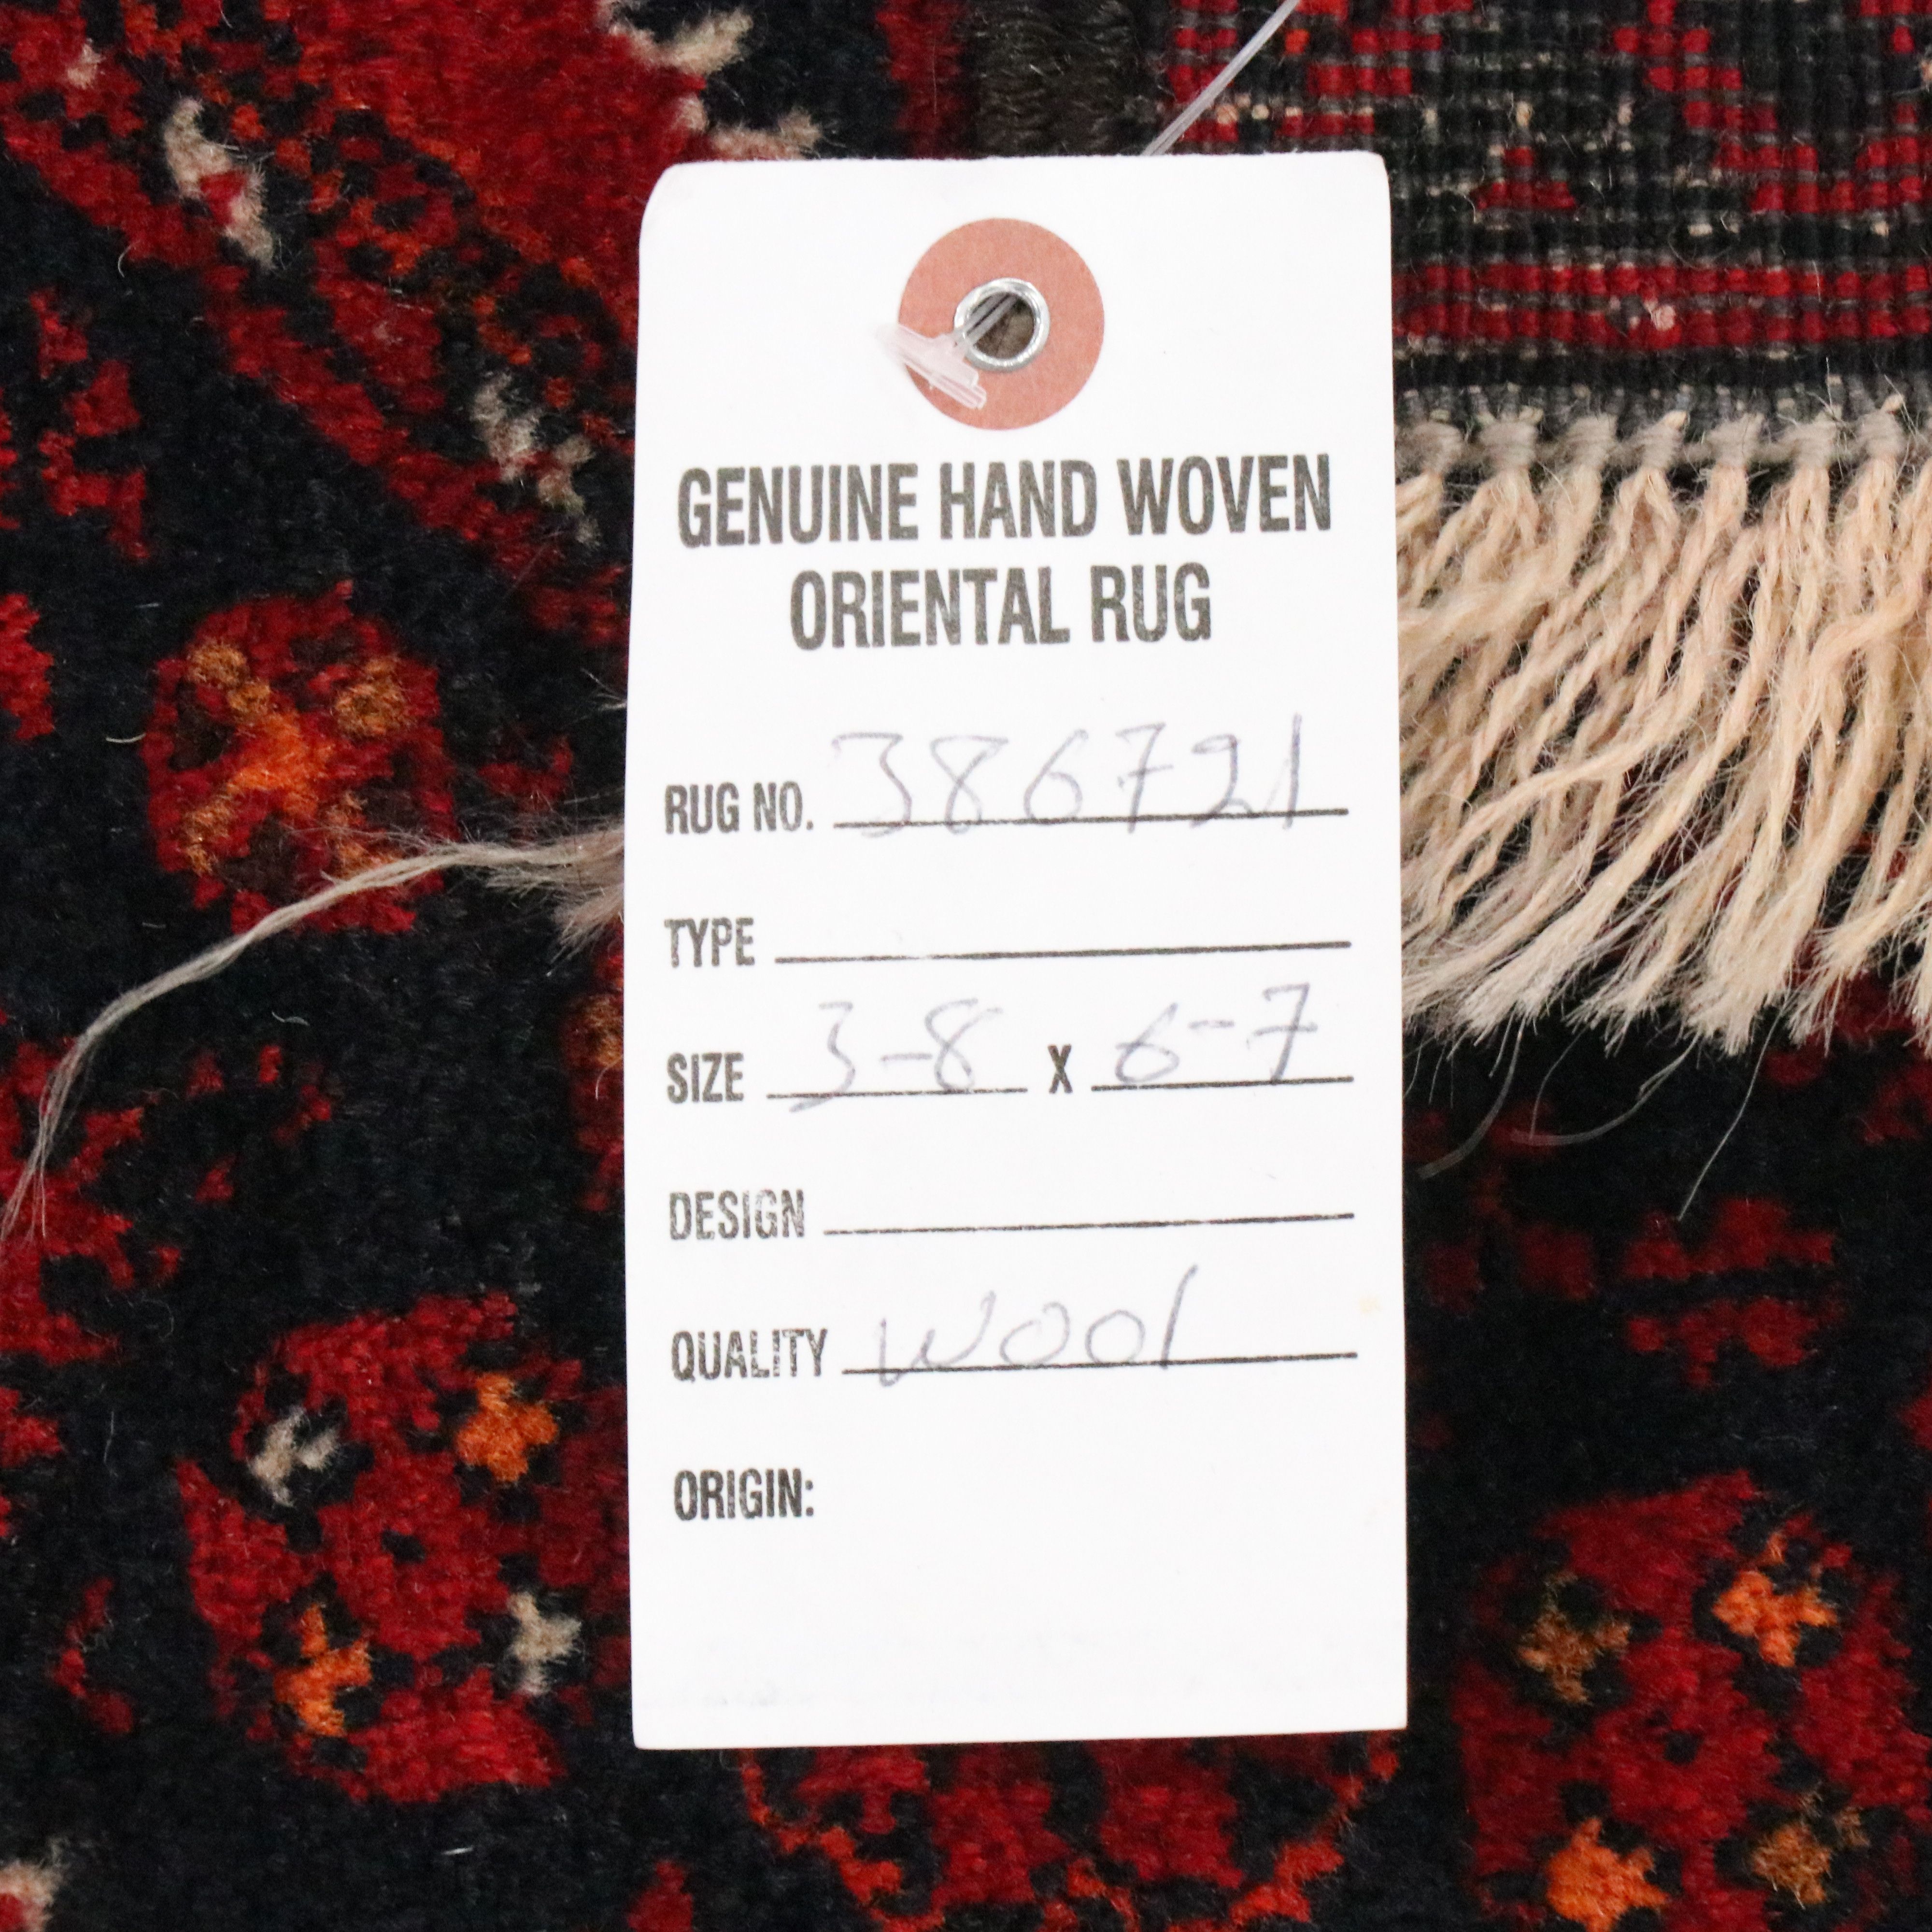 GENUINE HAND WOVEN
ORIENTAL RUG
RUG NO. 386721
TYPE
SIZE 3-8 X 6-7
DESIGN
QUALITY Wool
ORIGIN: